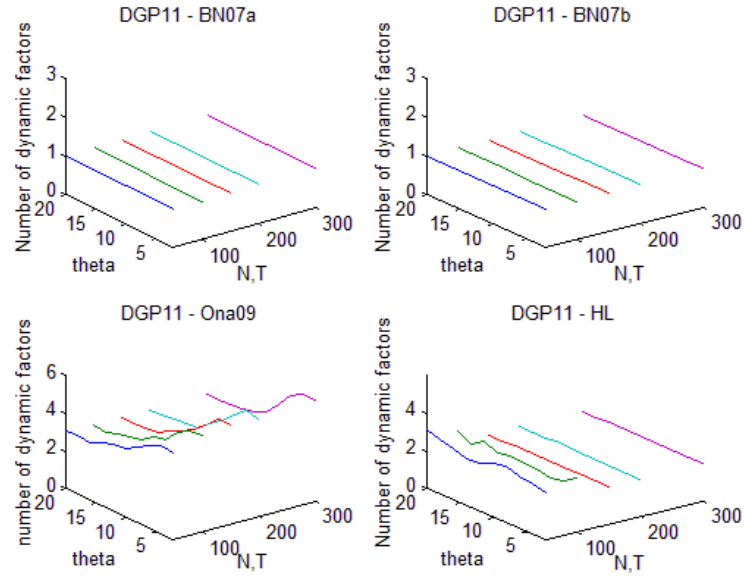 DGP11 - BN07a
Number of dynamic factors
3
2
1
0
20
15
10
5
theta
100
200
300
N,T
DGP11 - BN07b
Number of dynamic factors
3
2
1
0
20
15
10
5
theta
100
200
300
N,T
DGP11 - Ona09
number of dynamic factors
6
4
2
0
20
15
10
5
theta
100
200
300
N,T
DGP11 - HL
Number of dynamic factors
6
4
2
0
20
15
10
5
theta
100
200
300
N,T